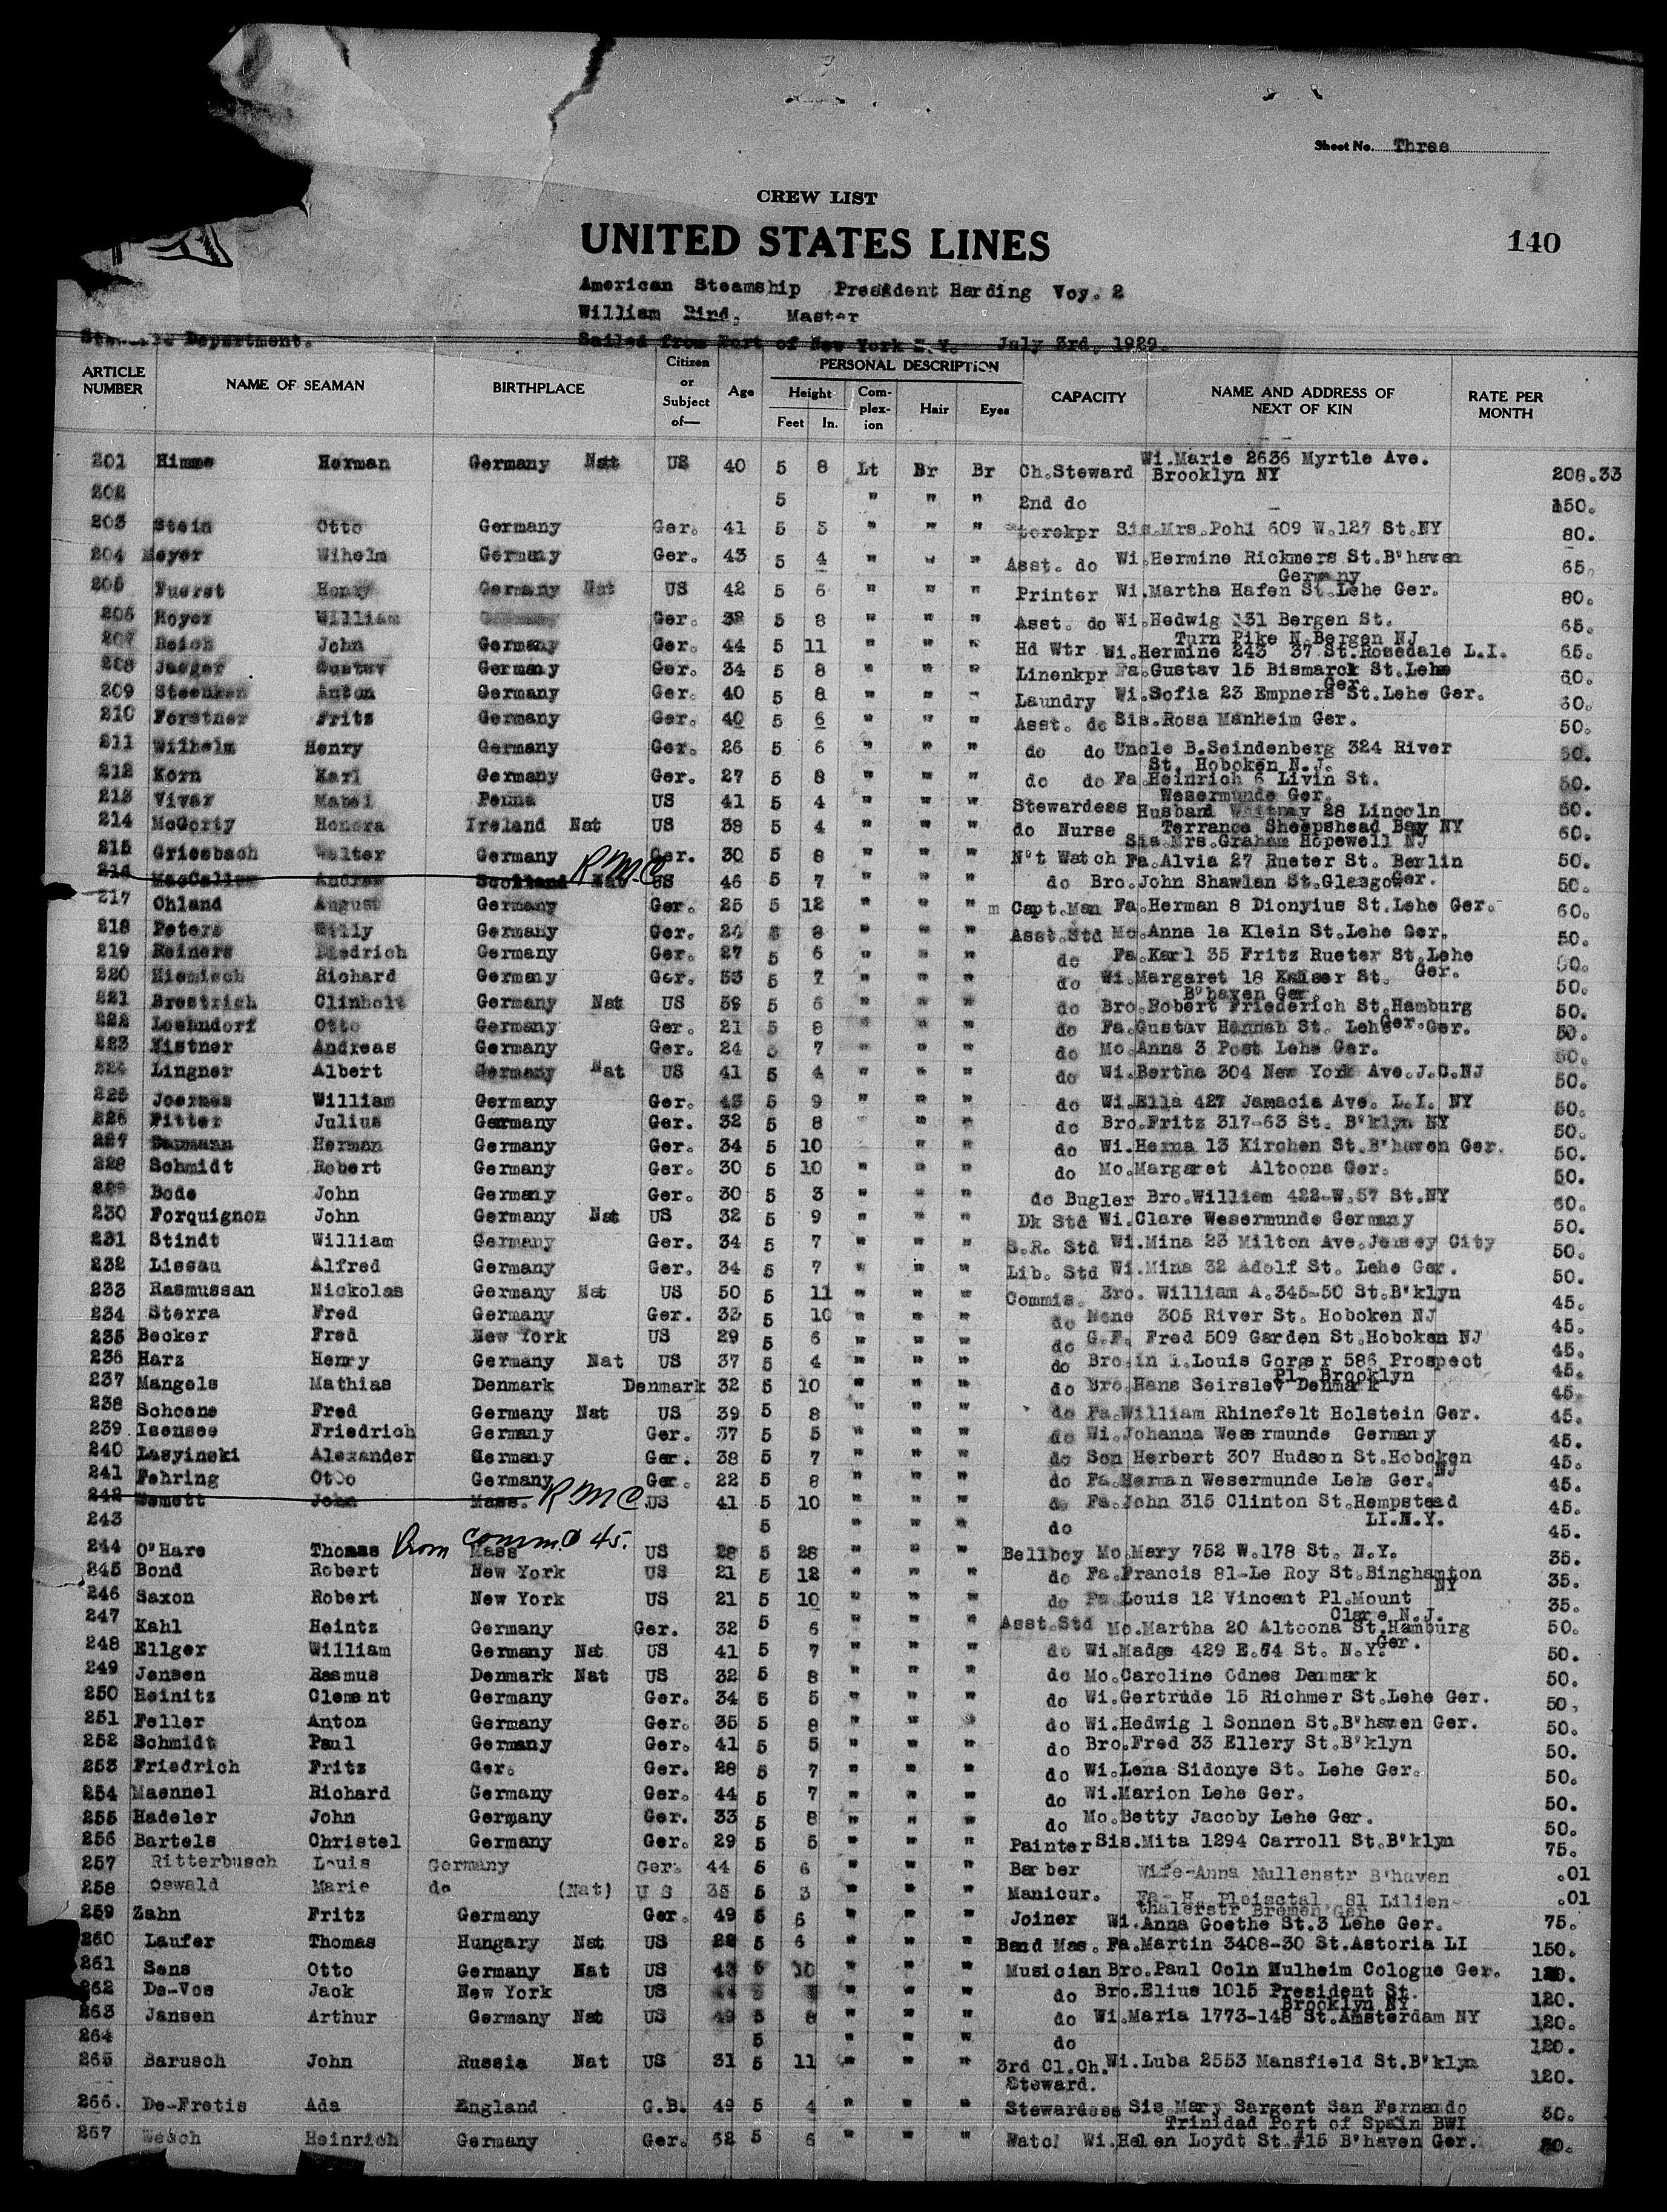 Sheet No. Three
CREW LIST
UNITED STATES LINES
140
American Steamship President Harding Voy. 2
William Bird, Master
Department.
Sailed from Port of New York N.Y. July 3rd, 1929.
ARTICLE NUMBER NAME OF SEAMAN BIRTHPLACE Citizen or Subject of— Age PERSONAL DESCRIPTION CAPACITY NAME AND ADDRESS OF NEXT OF KIN RATE PER MONTH
Height Feet In. Complexion Hair Eyes
201 Himme Herman Germany Nat US 40 5 8 Lt Br Br Ch.Steward Wi.Marie 2636 Myrtle Ave. Brooklyn NY 208.33
202 5 " " " 2nd do 150.
203 Stein Otto Germany Ger. 41 5 5 " " " torekpr Sis.Mrs.Pohl 609 W.127 St.NY 80.
204 Meyer Wihelm Germany Ger. 43 5 4 " " " Asst. do Wi.Hermine Rickmers St.B'haven Germany 65.
205 Fuerst Henry Germany Nat US 42 5 6 " " " Printer Wi.Martha Hafen St.Lehe Ger. 80.
206 Hoyer William Germany Ger. 32 5 8 " " " Asst. do Wi.Hedwig 131 Bergen St. Turn Pike N.Bergen NJ 65.
207 Reich John Germany Ger. 44 5 11 " " " Hd Wtr Wi.Hermine 243 37 St.Rosedale L.I. 65.
208 Jaeger Gustav Germany Ger. 34 5 8 " " " Linenkpr Fa.Gustav 15 Bismarck St.Lehe Ger. 60.
209 Steenken Anton Germany Ger. 40 5 8 " " " Laundry Wi.Sofia 23 Empners St.Lehe Ger. 60.
210 Forstner Fritz Germany Ger. 40 5 6 " " " Asst. do Sis.Rosa Manheim Ger. 50.
211 Wilhelm Henry Germany Ger. 26 5 6 " " " do do Uncle B.Seindenberg 324 River St. Hoboken N.J. 50.
212 Korn Karl Germany Ger. 27 5 8 " " " do do Fa.Heinrich 6 Livin St. Wesermunde Ger. 50.
213 Vivar Mabel Penna US 41 5 4 " " " Stewardess Husband Whitmay 28 Lincoln Terrance Sheepshead Bay NY 50.
214 McGorty Honora Ireland Nat US 38 5 4 " " " do Nurse Sis Mrs.Graham Hopewell NJ 60.
215 Griesbach Walter Germany Ger. 30 5 8 " " " N't Watch Fa.Alvia 27 Rueter St. Berlin Ger. 50.
216 MacCallum Andrew Scotland Nat US 46 5 7 " " " do Bro.John Shawlan St.Glasgow 50.
RMC
217 Ohland August Germany Ger. 25 5 12 " " " m Capt.Man Fa.Herman 8 Dionyius St.Lehe Ger. 60.
218 Peters Willy Germany Ger. 24 5 8 " " " Asst.Std Mo.Anna 1a Klein St.Lehe Ger. 50.
219 Reiners Diedrich Germany Ger. 27 5 6 " " " do Fa.Karl 35 Fritz Rueter St.Lehe Ger. 50.
220 Hiemisch Richard Germany Ger. 53 5 7 " " " do Wi.Margaret 18 Kaiser St. B'haven Ger. 50.
221 Brestrich Clinholt Germany Nat US 59 5 6 " " " do Bro.Robert Friederich St.Hamburg Ger. 50.
222 Loehndorf Otto Germany Ger. 21 5 8 " " " do Fa.Gustav Hannah St. Lehe Ger. 50.
223 Kistner Andreas Germany Ger. 24 5 7 " " " do Mo.Anna 3 Post Lehe Ger. 50.
224 Lingner Albert Germany Nat US 41 5 4 " " " do Wi.Bertha 304 New York Ave.J.C.NJ 50.
225 William Germany Ger. 43 5 9 " " " do Wi.Ella 427 Jamacia Ave. L.I. NY 50.
226 Pitter Julius Germany Ger. 32 5 8 " " do Bro.Fritz 317-63 St. B'klyn NY 50.
227 Herman Germany Ger. 34 5 10 " " do Wi.Herma 13 Kirchen St.B'haven Ger. 50.
228 Schmidt Robert Germany Ger. 30 5 10 " " " do Mo.Margaret Altoona Ger. 50.
229 Bode John Germany Ger. 30 5 3 " " " do Bugler Bro.William 422-W.57 St.NY 60.
230 Forquignon John Germany Nat US 32 5 9 " " " Dk Std Wi.Clare Wesermunde Germany 50.
231 Stindt William Germany Ger. 34 5 7 " " " S.R. Std Wi.Mina 23 Milton Ave.Jersey City 50.
232 Lissau Alfred Germany Ger. 34 5 7 " " " Lib. Std Wi.Mina 32 Adolf St. Lehe Ger. 50.
233 Rasmussan Nickolas Germany Nat US 50 5 11 " " " Commis. Bro. William A.345-50 St.B'klyn 45.
234 Sterra Fred Germany Ger. 33 5 10 " " " do None 305 River St. Hoboken NJ 45.
235 Becker Fred New York US 29 5 6 " " " do G.F. Fred 509 Garden St.Hoboken NJ 45.
236 Harz Henry Germany Nat US 37 5 4 " " " do Bro.in L.Louis Gorger 586 Prospect Pl. Brooklyn 45.
237 Mangels Mathias Denmark Denmark 32 5 10 " " " do Bro.Hans Seirslev Denmark 45.
238 Schoene Fred Germany Nat US 39 5 8 " " " do Fa.William Rhinefelt Holstein Ger. 45.
239 Isensee Friedrich Germany Ger. 37 5 5 " " " do Wi.Johanna Wesermunde Germany 45.
240 Lasyinski Alexander Germany Ger. 38 5 7 " " " do Son Herbert 307 Hudson St.Hoboken NJ 45.
241 Fehring Otto Germany Ger. 22 5 8 " " " do Fa.Herman Wesermunde Lehe Ger. 45.
242 John Mass. US 41 5 10 " " " do Fa.John 315 Clinton St.Hempstead LI.N.Y. 45.
RMC
243 5 " " " do 45.
244 O'Hare Thomas Mass US 28 5 28 " " " Bellboy Mo.Mary 752 W.178 St. N.Y. 35.
Prom Comm. @ 45.
245 Bond Robert New York US 21 5 12 " " " do Fa.Francis 81-Le Roy St.Binghamton NY 35.
246 Saxon Robert New York US 21 5 10 " " " do Fa.Louis 12 Vincent Pl.Mount Clare N.J. 35.
247 Kahl Heintz Germany Ger. 32 5 6 " " " Asst.Std Mo.Martha 20 Altoona St.Hamburg Ger. 50.
248 Ellger William Germany Nat US 41 5 7 " " " do Wi.Madge 429 E.74 St. N.Y. 50.
249 Jensen Rasmus Denmark Nat US 32 5 8 " " " do Mo.Caroline Odnes Denmark 50.
250 Heinitz Clement Germany Ger. 34 5 5 " " " do Wi.Gertrude 15 Richmer St.Lehe Ger. 50.
251 Feller Anton Germany Ger. 35 5 8 " " " do Wi.Hedwig 1 Sonnen St.B'haven Ger. 50.
252 Schmidt Paul Germany Ger. 41 5 5 " " " do Bro.Fred 33 Ellery St.B'klyn 50.
253 Friedrich Fritz Ger. Ger. 28 5 7 " " " do Wi.Lena Sidonye St. Lehe Ger. 50.
254 Maennel Richard Germany Ger. 44 5 7 " " " do Wi.Marion Lehe Ger. 50.
255 Hadeler John Germany Ger. 33 5 8 " " " do Mo.Betty Jacoby Lehe Ger. 50.
256 Bartels Christel Germany Ger. 29 5 5 " " " Painter Sis.Mita 1294 Carroll St.B'klyn 75.
257 Ritterbusch Louis Germany Ger. 44 5 6 " " " Barber Wife-Anna Mullenstr B'haven .01
258 Oswald Marie do (Nat) U S 35 5 3 " " " Manicur. Fa- H. Pleisctal 81 Lilien-thalerstr Bremen Ger .01
259 Zahn Fritz Germany Ger. 49 5 6 " " " Joiner Wi.Anna Goethe St.3 Lehe Ger. 75.
260 Laufer Thomas Hungary Nat US 5 6 " " " Band Mas. Fa.Martin 3408-30 St.Astoria LI 150.
261 Sens Otto Germany Nat US 43 5 10 " " " Musician Bro.Paul Coln Mulheim Cologue Ger. 120.
262 De-Vos Jack New York US " " " do Bro.Elius 1015 President St. Brooklyn NY 120.
263 Jansen Arthur Germany Nat US 49 5 8 " " " do Wi.Maria 1773-148 St.Amsterdam NY 120.
264 5 " " " do 120.
265 Barusch John Russia Nat US 31 5 11 " " " 3rd Cl.Ch. Steward. Wi.Luba 2553 Mansfield St.B'klyn 120.
266. De-Fretis Ada England G.B. 49 5 4 " " " Stewardess Sis Mary Sargent San Fernando Trinidad Port of Spain BWI 50.
267 Wesch Heinrich Germany Ger. 52 5 6 " " " Watch Wi.Helen Loydt St.#15 B'haven Ger. 50.